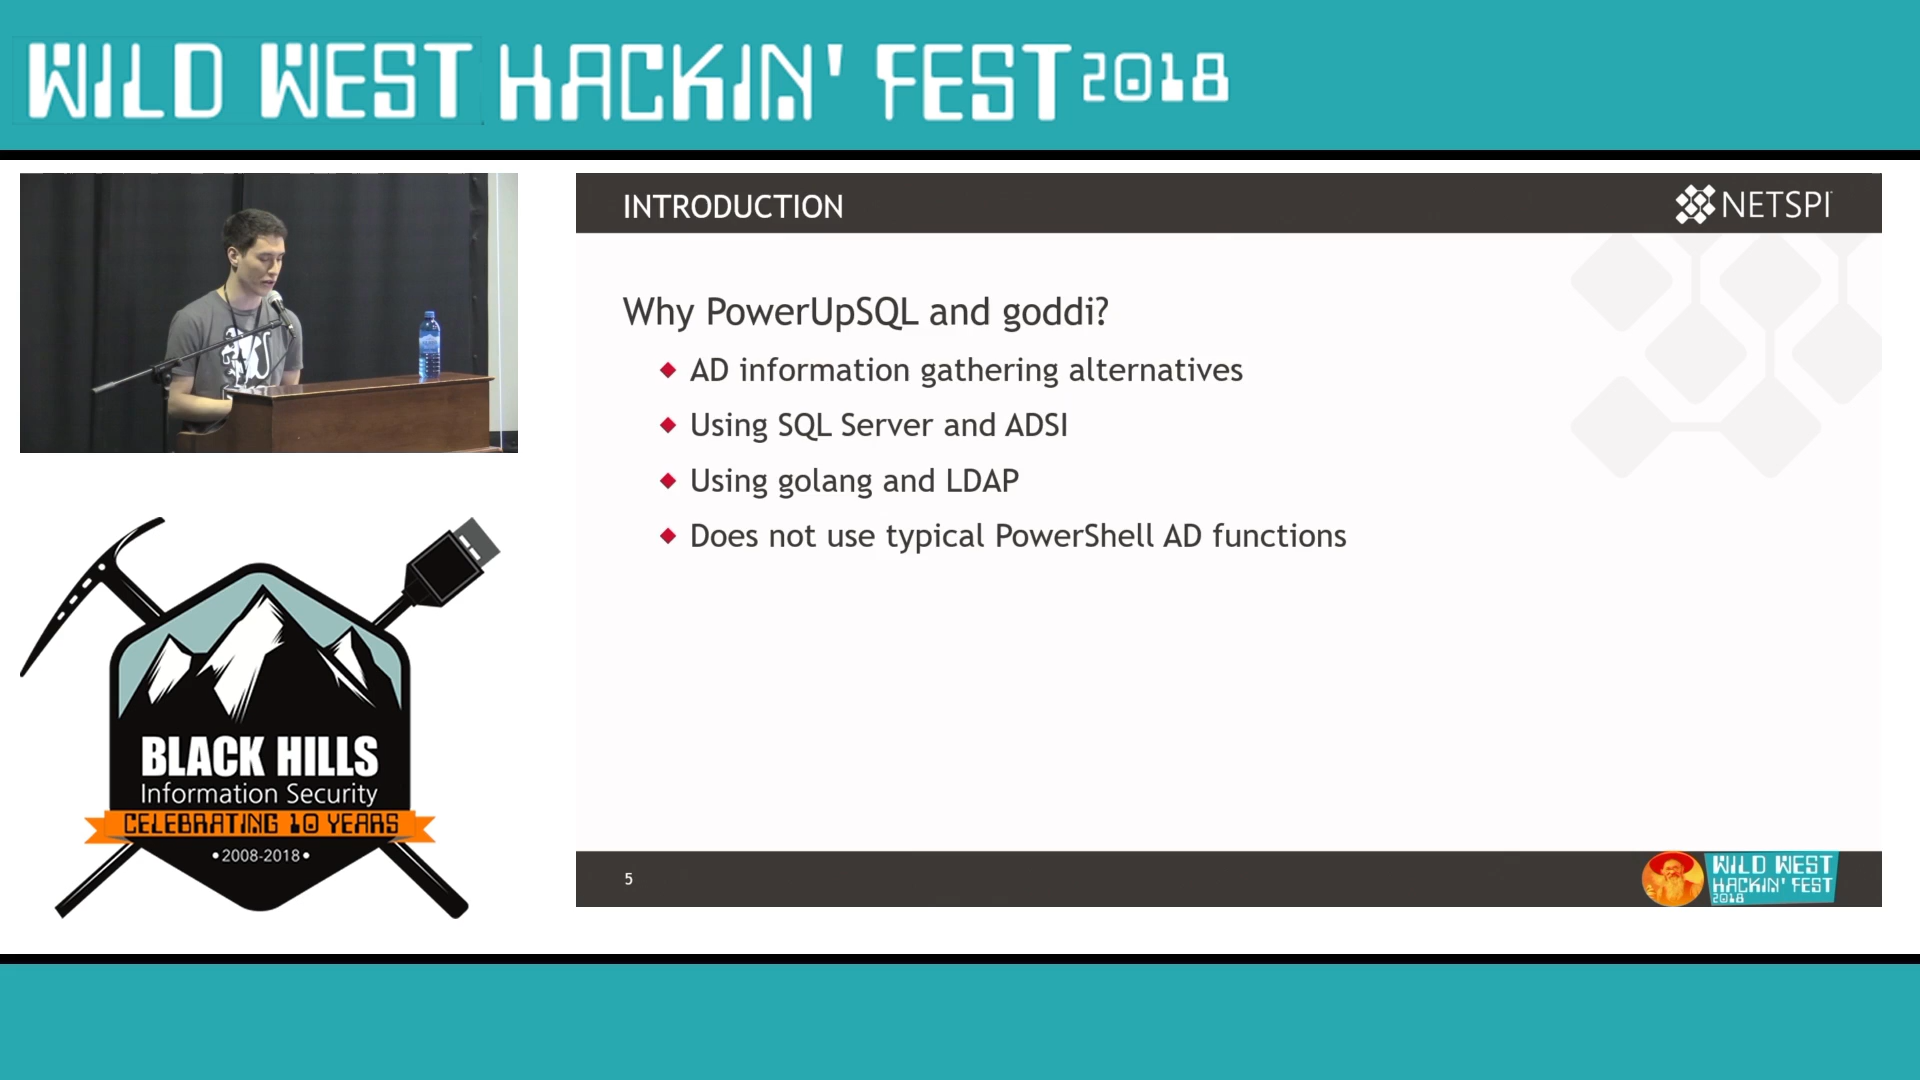 WILD WEST HACKIN' FEST 2018
INTRODUCTION
NETSPI
Why PowerUpSQL and goddi?
AD information gathering alternatives
Using SQL Server and ADSI
Using golang and LDAP
Does not use typical PowerShell AD functions
BLACK HILLS
Information Security
CELEBRATING 10 YEARS
•2008-2018•
5
WILD WEST
HACKIN' FEST
2018